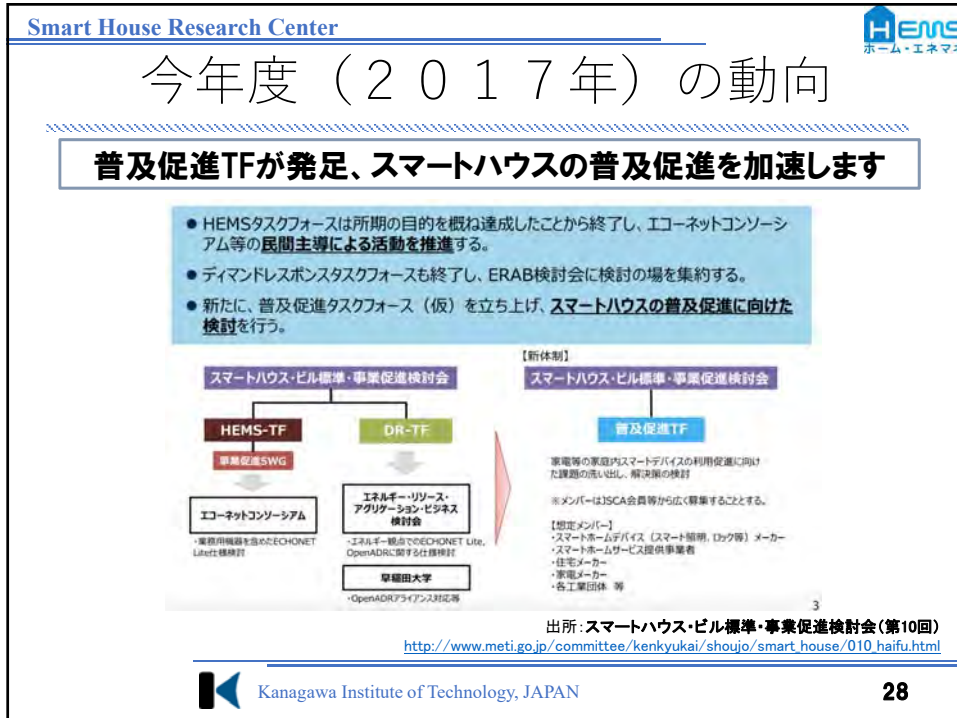 Smart House Research Center
HEMS
ホーム・エネマネ
今年度（２０１７年）の動向
普及促進TFが発足、スマートハウスの普及促進を加速します
● HEMSタスクフォースは所期の目的を概ね達成したことから終了し、エコーネットコンソーシ
アム等の民間主導による活動を推進する。
● ディマンドレスポンスタスクフォースも終了し、ERAB検討会に検討の場を集約する。
● 新たに、普及促進タスクフォース（仮）を立ち上げ、スマートハウスの普及促進に向けた
検討を行う。
スマートハウス・ビル標準・事業促進検討会
HEMS-TF
DR-TF
事業促進SWG
エコーネットコンソーシアム
・業務用機器を含めたECHONET
Lite仕様検討
エネルギー・リソース・
アグリゲーション・ビジネス
検討会
・エネルギー観点でのECHONET Lite,
OpenADRに関する仕様検討
早稲田大学
・OpenADRアライアンス対応等
【新体制】
スマートハウス・ビル標準・事業促進検討会
普及促進TF
家電等の家庭内スマートデバイスの利用促進に向け
た課題の洗い出し、解決策の検討
※メンバーはJSCA会員等から広く募集することとする。
【想定メンバー】
・スマートホームデバイス（スマート照明、ロック等）メーカー
・スマートホームサービス提供事業者
・住宅メーカー
・家電メーカー
・各工業団体 等
3
出所：スマートハウス・ビル標準・事業促進検討会（第10回）
http://www.meti.go.jp/committee/kenkyukai/shoujo/smart_house/010_haifu.html
Kanagawa Institute of Technology, JAPAN
28